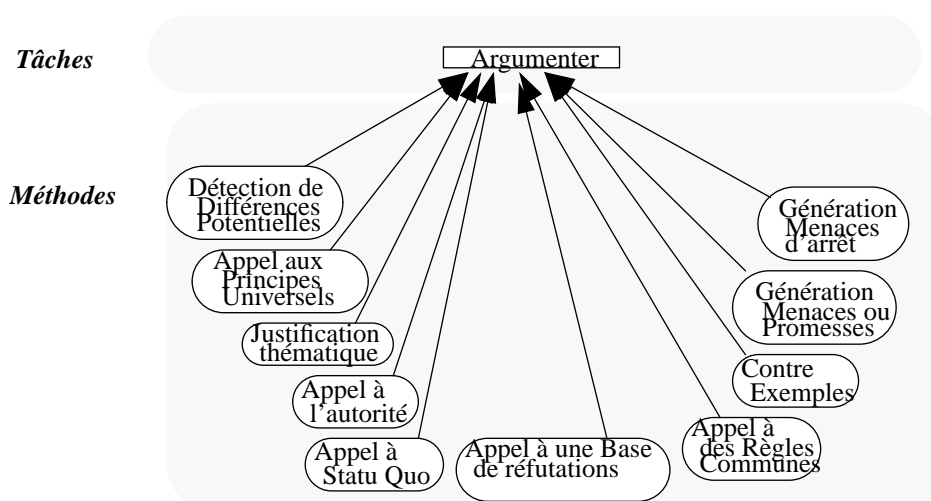 Tâches
Argumenter
Méthodes
Détection de
Différences
Potentielles
Appel aux
Principes
Universels
Justification
thématique
Appel à
l’autorité
Appel à
Statu Quo
Appel à une Base
de réfutations
Appel à
des Règles
Communes
Contre
Exemples
Génération
Menaces ou
Promesses
Génération
Menaces
d’arrêt